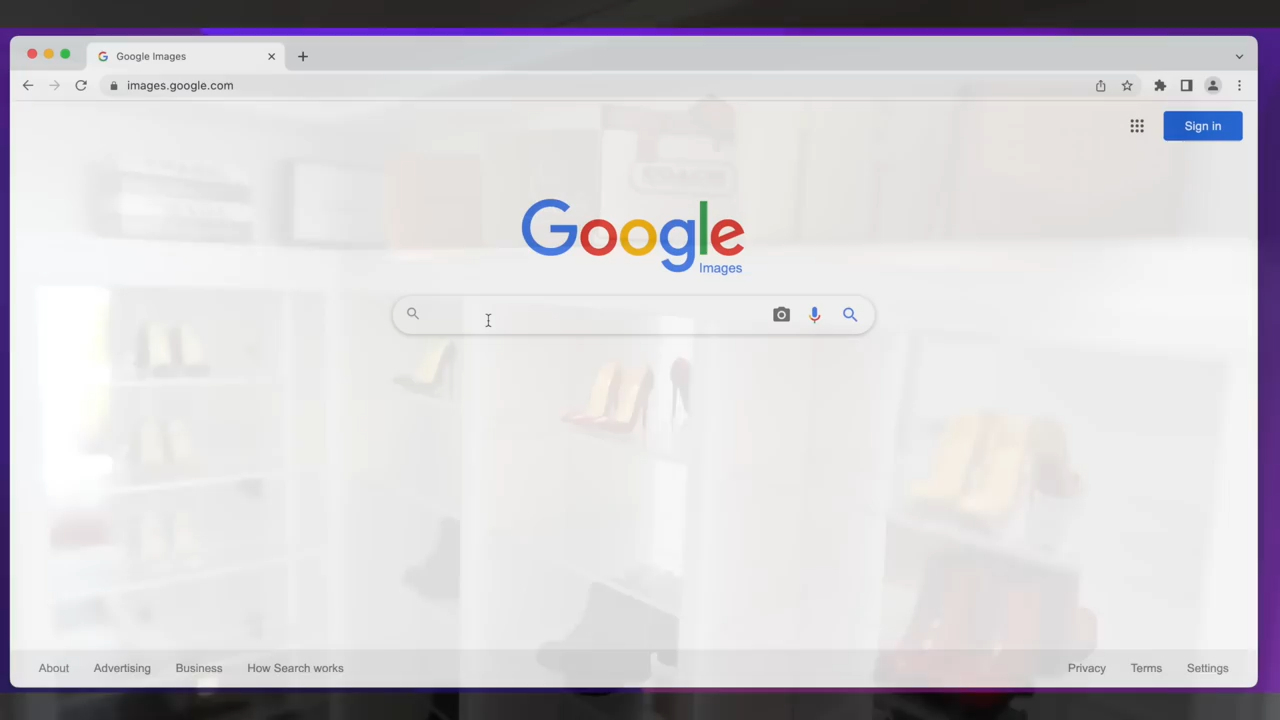 Google Images
images.google.com
Sign in
Google
Images
About Advertising Business How Search works Privacy Terms Settings